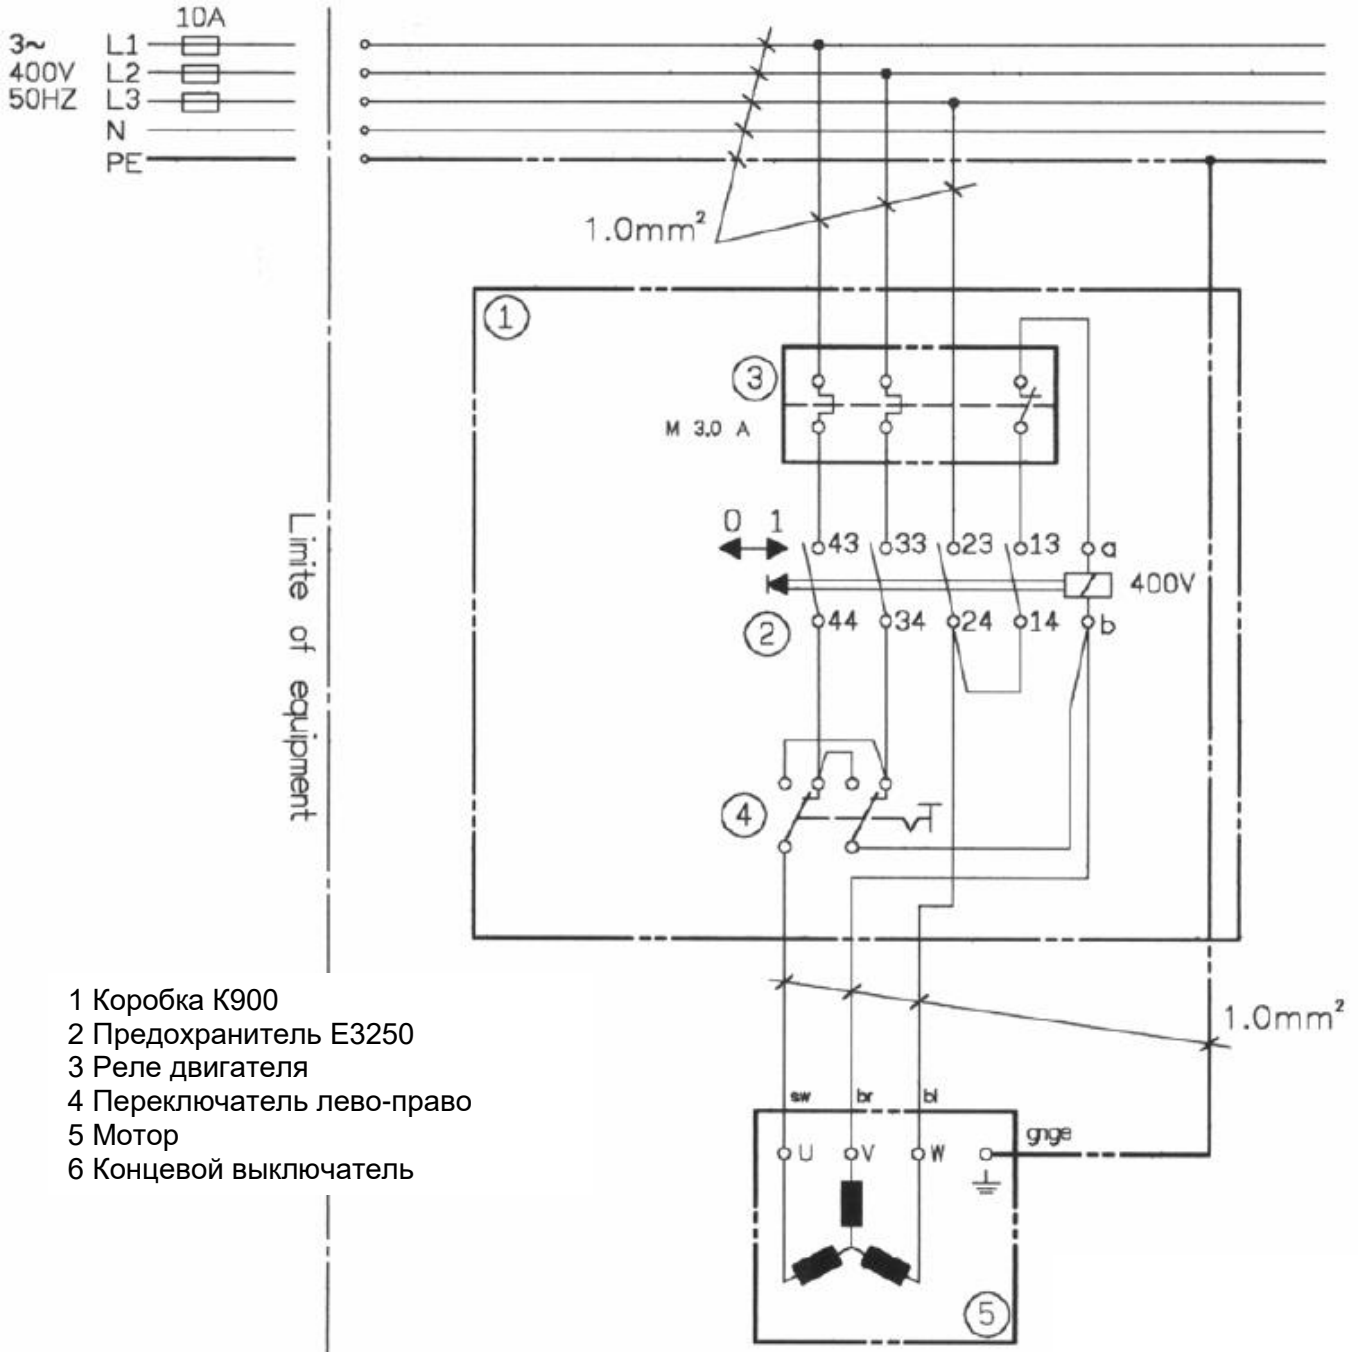 10A
3~ L1
400V L2
50HZ L3
N
PE
1.0mm²
1
3
M 3.0 A
0 1
43 33 23 13 a
400V
2
44 34 24 14 b
Limite of equipment
4
1 Коробка К900
2 Предохранитель Е3250
3 Реле двигателя
4 Переключатель лево-право
5 Мотор
6 Концевой выключатель
1.0mm²
sw br bl
gnge
U V W
5